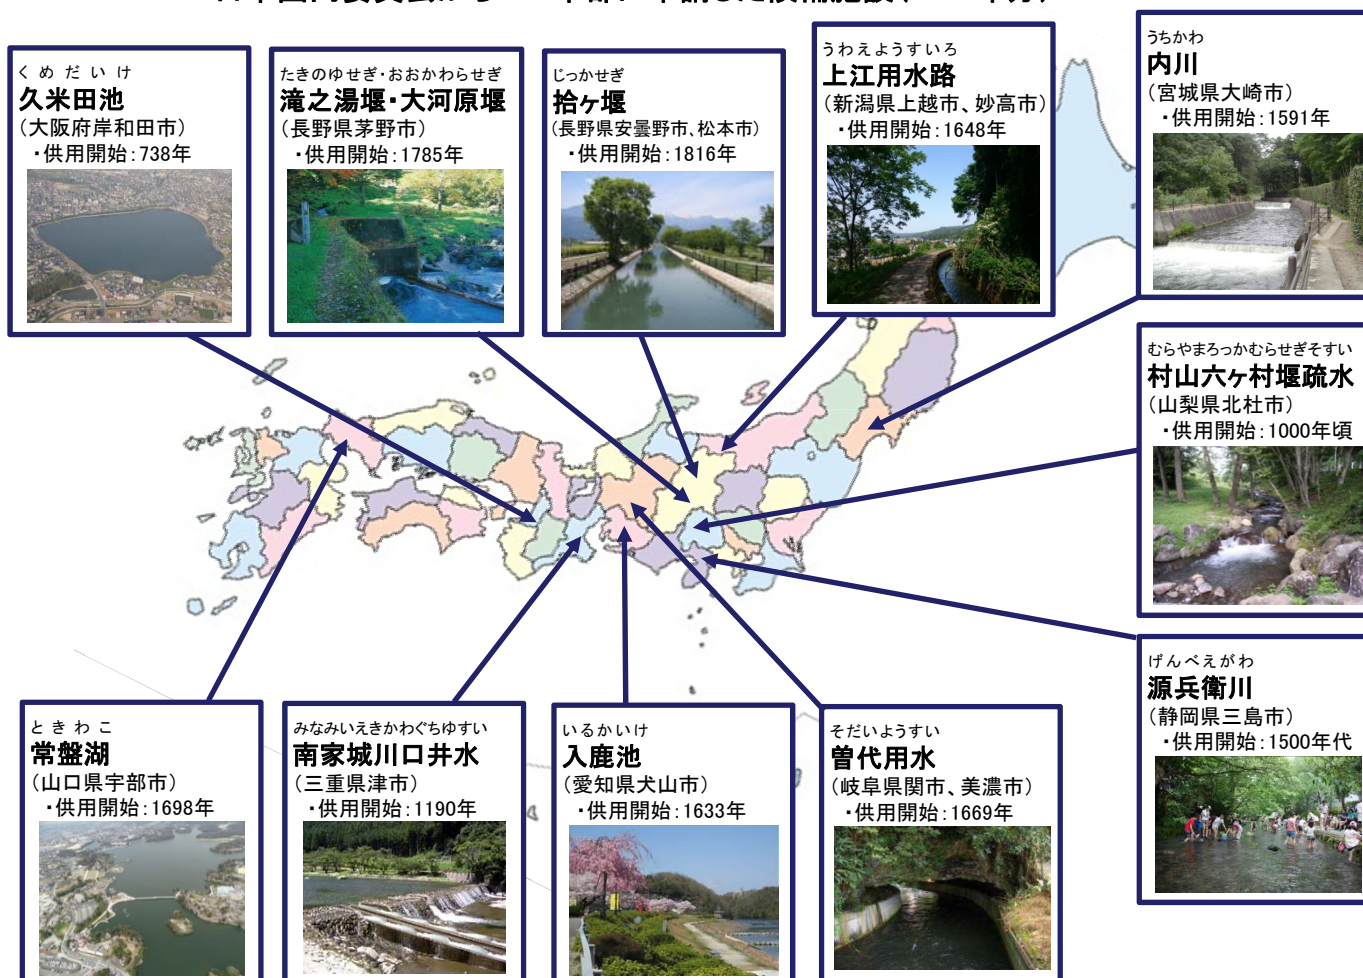 くめだいけ
久米田池
（大阪府岸和田市）
・供用開始：738年
たきのゆせぎ・おおかわらせぎ
滝之湯堰・大河原堰
（長野県茅野市）
・供用開始：1785年
じっかせぎ
拾ヶ堰
（長野県安曇野市、松本市）
・供用開始：1816年
うわえようすいろ
上江用水路
（新潟県上越市、妙高市）
・供用開始：1648年
うちかわ
内川
（宮城県大崎市）
・供用開始：1591年
むらやまろっかむらせぎそすい
村山六ヶ村堰疏水
（山梨県北杜市）
・供用開始：1000年頃
げんべえがわ
源兵衛川
（静岡県三島市）
・供用開始：1500年代
ときわこ
常盤湖
（山口県宇部市）
・供用開始：1698年
みなみいえきかわぐちゆすい
南家城川口井水
（三重県津市）
・供用開始：1190年
いるかいけ
入鹿池
（愛知県犬山市）
・供用開始：1633年
そだいようすい
曽代用水
（岐阜県関市、美濃市）
・供用開始：1669年